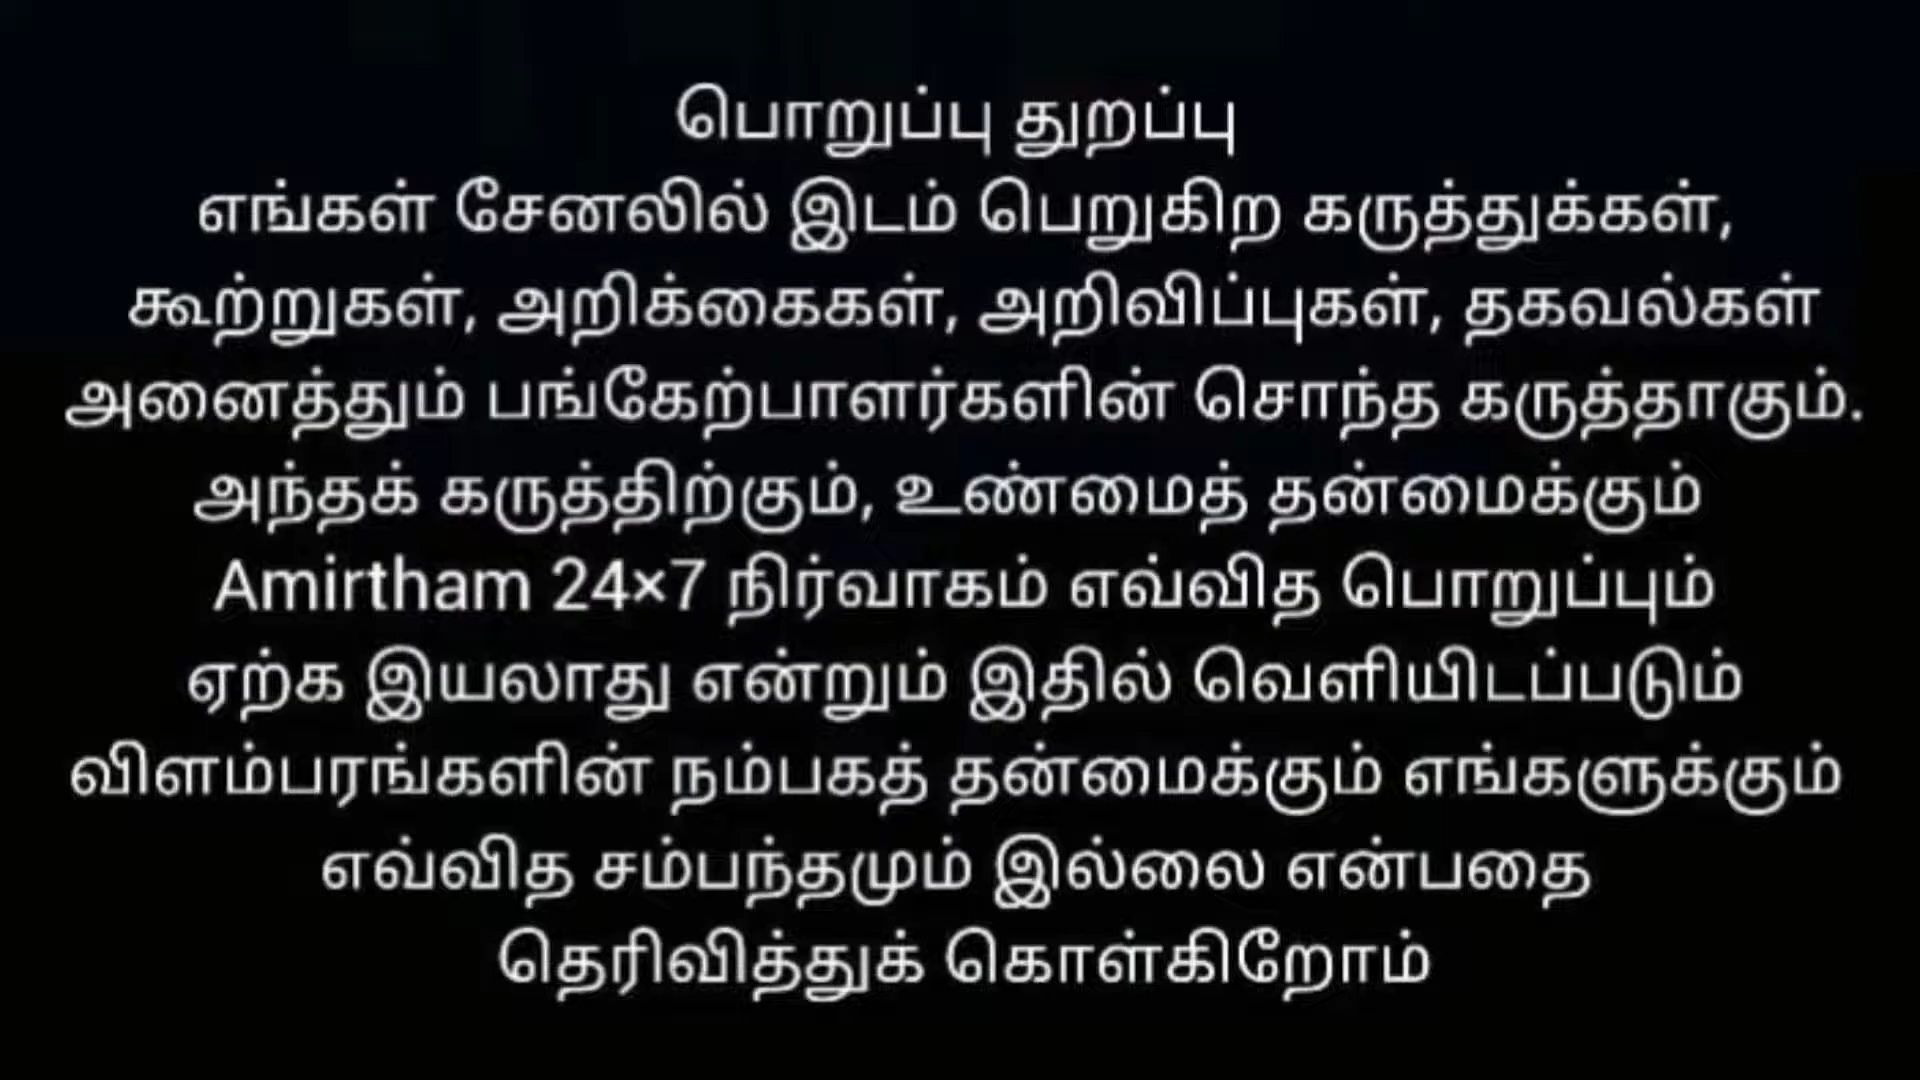 பொறுப்பு துறப்பு
எங்கள் சேனலில் இடம் பெறுகிற கருத்துக்கள்,
கூற்றுகள், அறிக்கைகள், அறிவிப்புகள், தகவல்கள்
அனைத்தும் பங்கேற்பாளர்களின் சொந்த கருத்தாகும்.
அந்தக் கருத்திற்கும், உண்மைத் தன்மைக்கும்
Amirtham 24×7 நிர்வாகம் எவ்வித பொறுப்பும்
ஏற்க இயலாது என்றும் இதில் வெளியிடப்படும்
விளம்பரங்களின் நம்பகத் தன்மைக்கும் எங்களுக்கும்
எவ்வித சம்பந்தமும் இல்லை என்பதை
தெரிவித்துக் கொள்கிறோம்